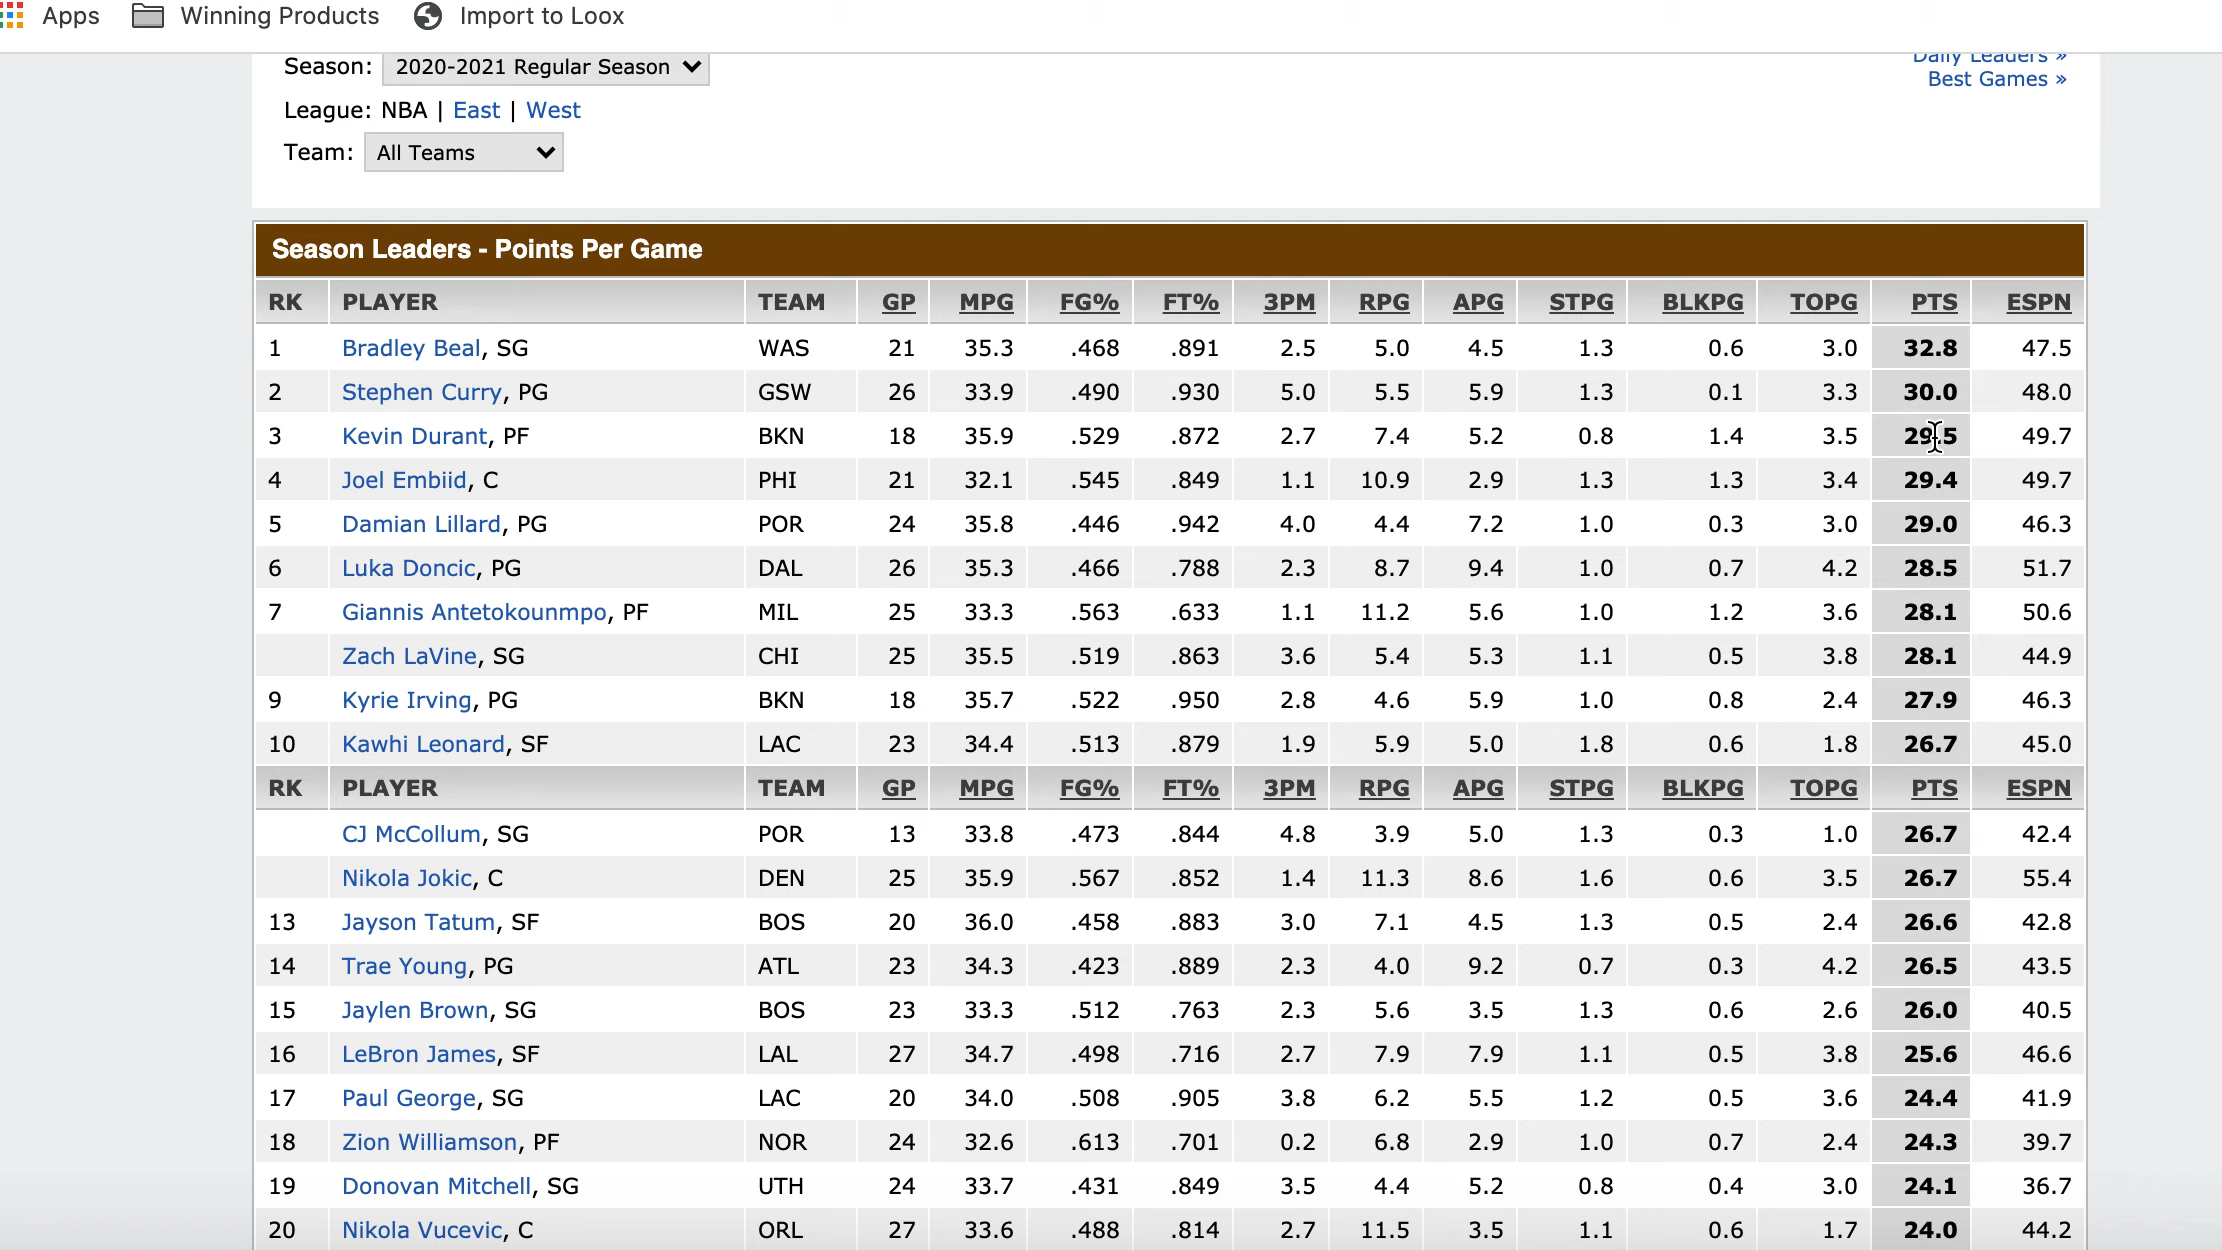 Apps Winning Products Import to Loox
Season: 2020-2021 Regular Season Daily Leaders »
Best Games »
League: NBA | East | West
Team: All Teams
Season Leaders - Points Per Game
RK PLAYER TEAM GP MPG FG% FT% 3PM RPG APG STPG BLKPG TOPG PTS ESPN
1 Bradley Beal, SG WAS 21 35.3 .468 .891 2.5 5.0 4.5 1.3 0.6 3.0 32.8 47.5
2 Stephen Curry, PG GSW 26 33.9 .490 .930 5.0 5.5 5.9 1.3 0.1 3.3 30.0 48.0
3 Kevin Durant, PF BKN 18 35.9 .529 .872 2.7 7.4 5.2 0.8 1.4 3.5 29.5 49.7
4 Joel Embiid, C PHI 21 32.1 .545 .849 1.1 10.9 2.9 1.3 1.3 3.4 29.4 49.7
5 Damian Lillard, PG POR 24 35.8 .446 .942 4.0 4.4 7.2 1.0 0.3 3.0 29.0 46.3
6 Luka Doncic, PG DAL 26 35.3 .466 .788 2.3 8.7 9.4 1.0 0.7 4.2 28.5 51.7
7 Giannis Antetokounmpo, PF MIL 25 33.3 .563 .633 1.1 11.2 5.6 1.0 1.2 3.6 28.1 50.6
Zach LaVine, SG CHI 25 35.5 .519 .863 3.6 5.4 5.3 1.1 0.5 3.8 28.1 44.9
9 Kyrie Irving, PG BKN 18 35.7 .522 .950 2.8 4.6 5.9 1.0 0.8 2.4 27.9 46.3
10 Kawhi Leonard, SF LAC 23 34.4 .513 .879 1.9 5.9 5.0 1.8 0.6 1.8 26.7 45.0
RK PLAYER TEAM GP MPG FG% FT% 3PM RPG APG STPG BLKPG TOPG PTS ESPN
CJ McCollum, SG POR 13 33.8 .473 .844 4.8 3.9 5.0 1.3 0.3 1.0 26.7 42.4
Nikola Jokic, C DEN 25 35.9 .567 .852 1.4 11.3 8.6 1.6 0.6 3.5 26.7 55.4
13 Jayson Tatum, SF BOS 20 36.0 .458 .883 3.0 7.1 4.5 1.3 0.5 2.4 26.6 42.8
14 Trae Young, PG ATL 23 34.3 .423 .889 2.3 4.0 9.2 0.7 0.3 4.2 26.5 43.5
15 Jaylen Brown, SG BOS 23 33.3 .512 .763 2.3 5.6 3.5 1.3 0.6 2.6 26.0 40.5
16 LeBron James, SF LAL 27 34.7 .498 .716 2.7 7.9 7.9 1.1 0.5 3.8 25.6 46.6
17 Paul George, SG LAC 20 34.0 .508 .905 3.8 6.2 5.5 1.2 0.5 3.6 24.4 41.9
18 Zion Williamson, PF NOR 24 32.6 .613 .701 0.2 6.8 2.9 1.0 0.7 2.4 24.3 39.7
19 Donovan Mitchell, SG UTH 24 33.7 .431 .849 3.5 4.4 5.2 0.8 0.4 3.0 24.1 36.7
20 Nikola Vucevic, C ORL 27 33.6 .488 .814 2.7 11.5 3.5 1.1 0.6 1.7 24.0 44.2